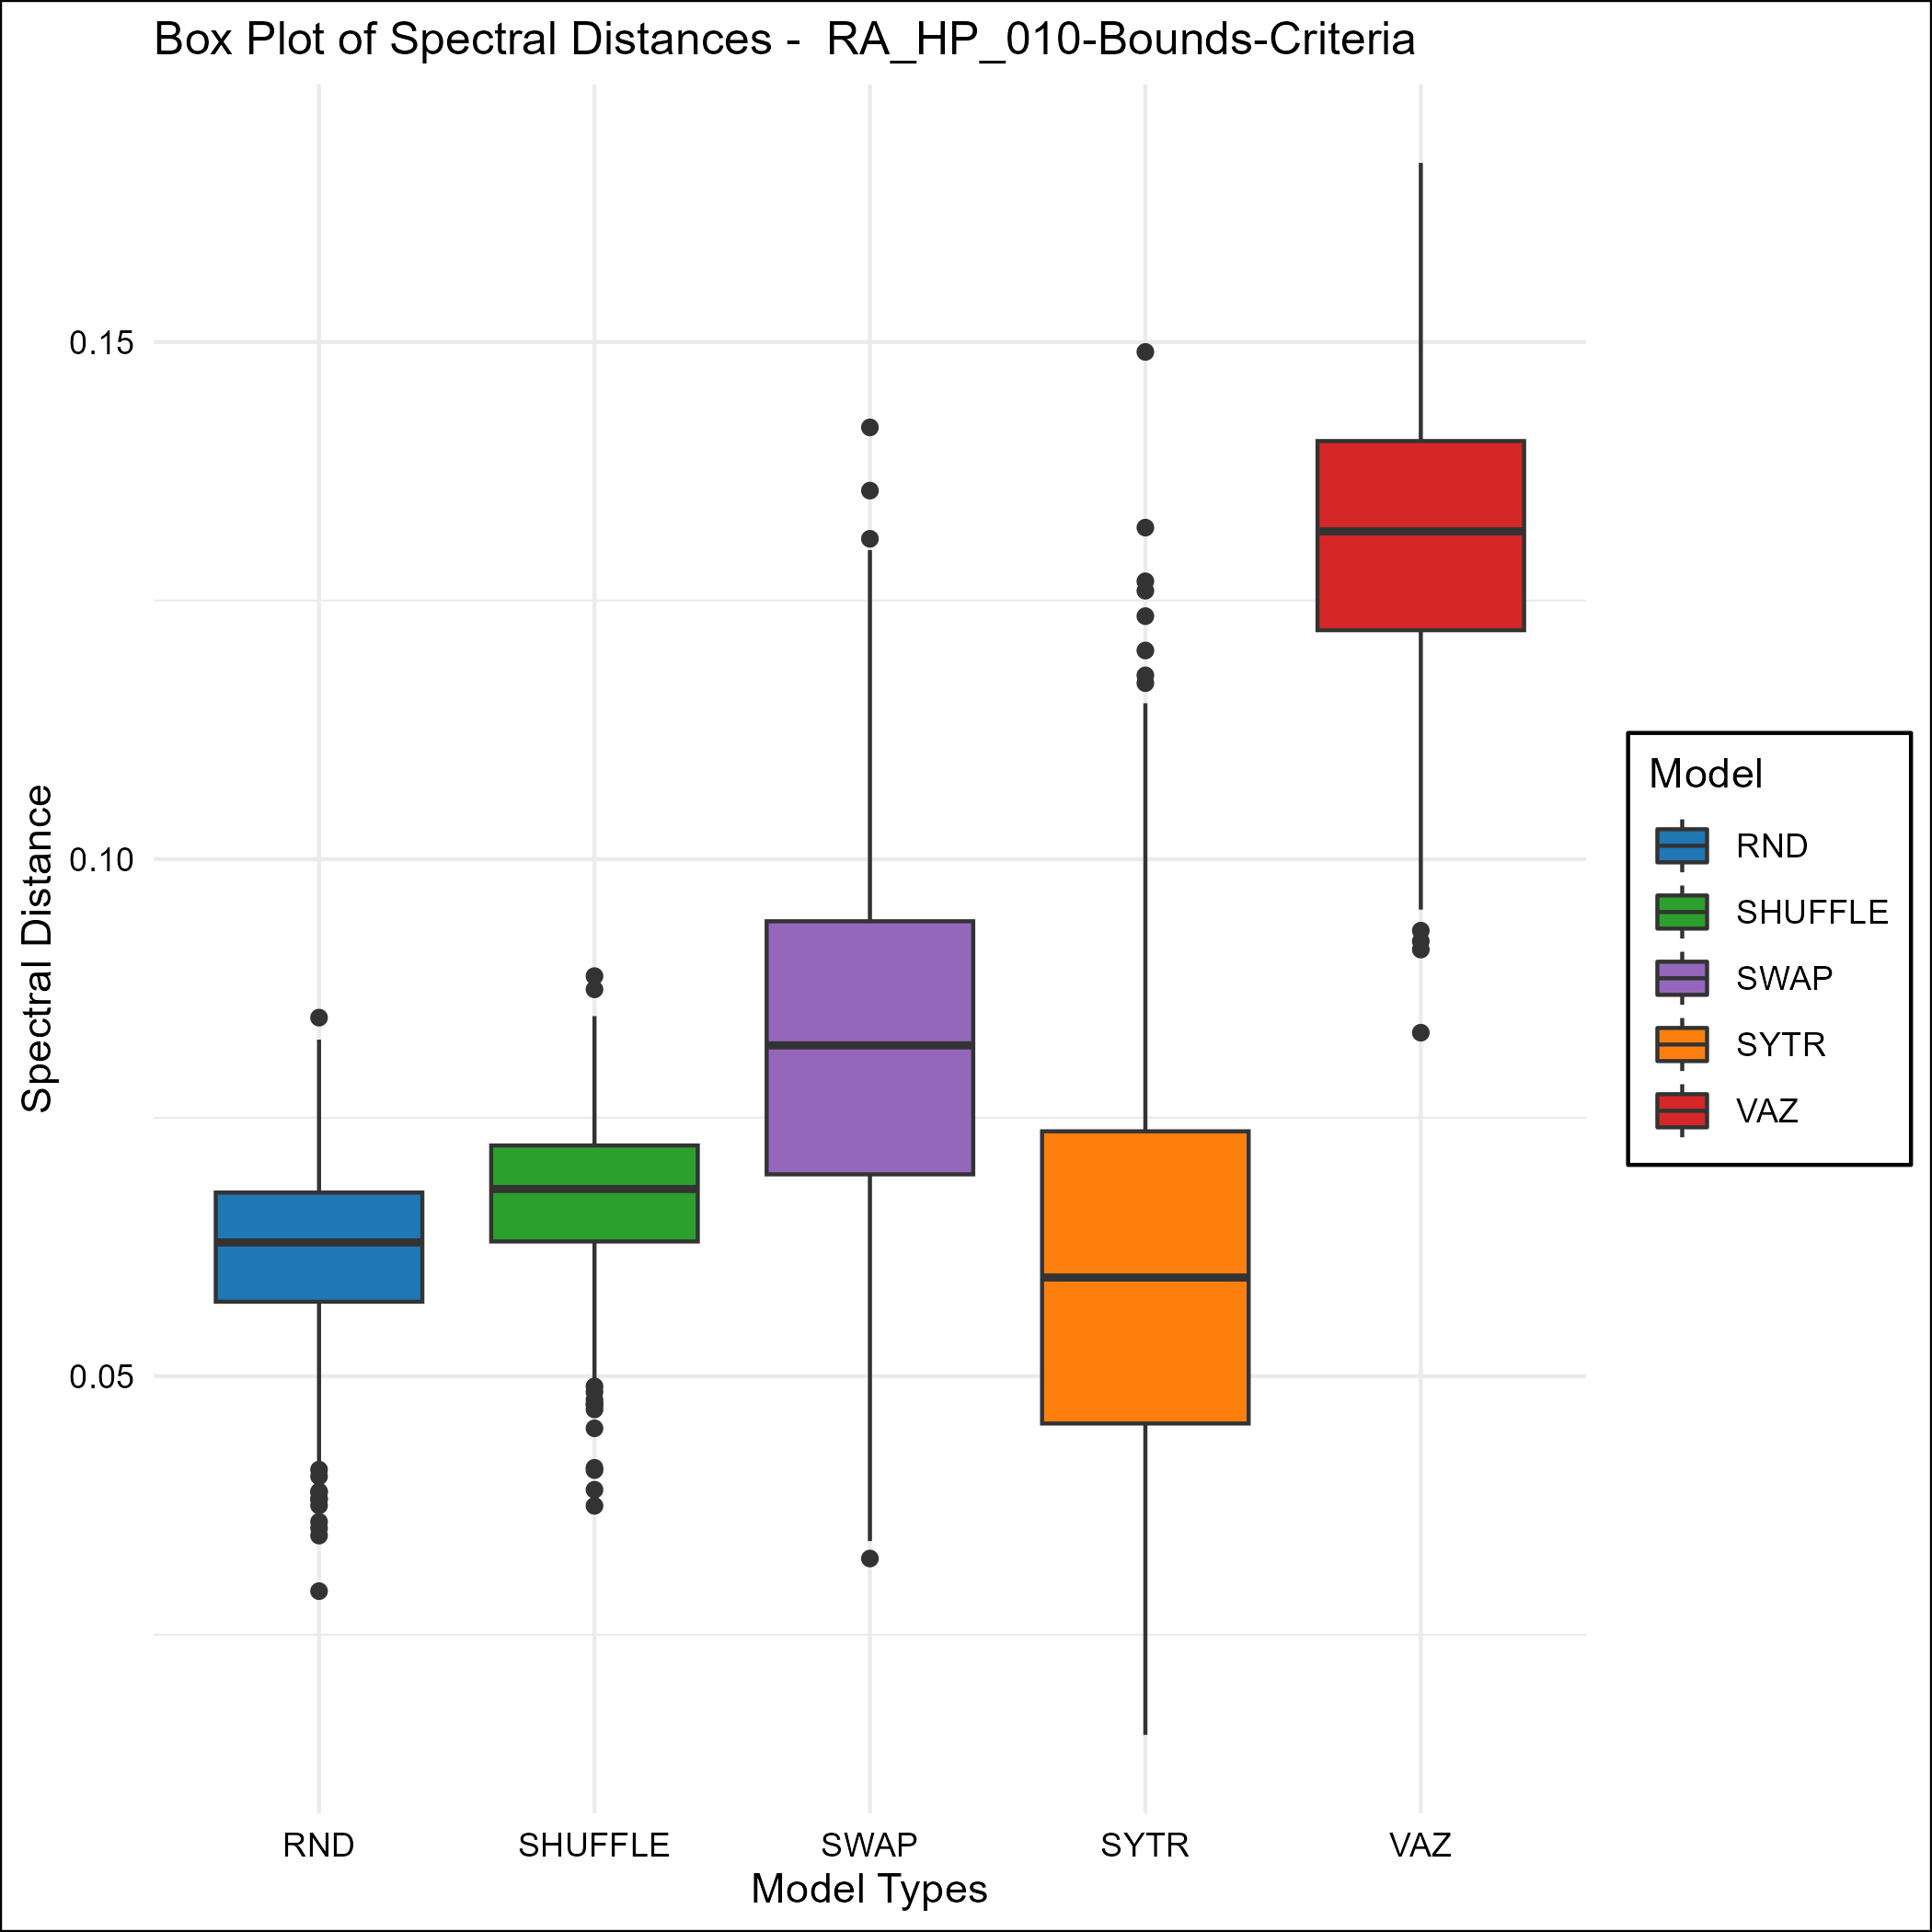 Box Plot of Spectral Distances -  RA_HP_010-Bounds-Criteria
Spectral Distance
0.15
0.10
0.05
RND
SHUFFLE
SWAP
SYTR
VAZ
Model Types
Model
RND
SHUFFLE
SWAP
SYTR
VAZ